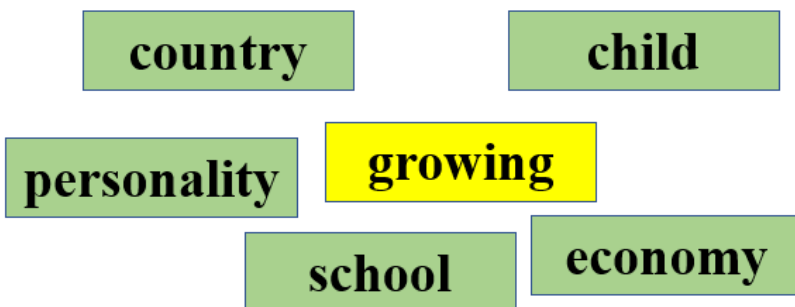 country
child
personality
growing
school
economy